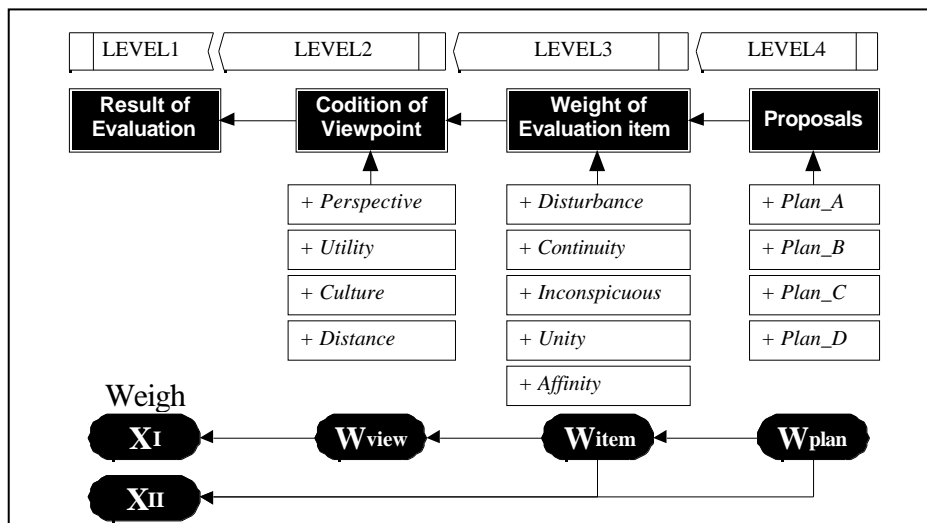 LEVEL1 LEVEL2 LEVEL3 LEVEL4
Result of
Evaluation
Codition of
Viewpoint
Weight of
Evaluation item
Proposals
+ Perspective
+ Utility
+ Culture
+ Distance
+ Disturbance
+ Continuity
+ Inconspicuous
+ Unity
+ Affinity
+ Plan_A
+ Plan_B
+ Plan_C
+ Plan_D
Weigh
XI Wview Witem Wplan
XII